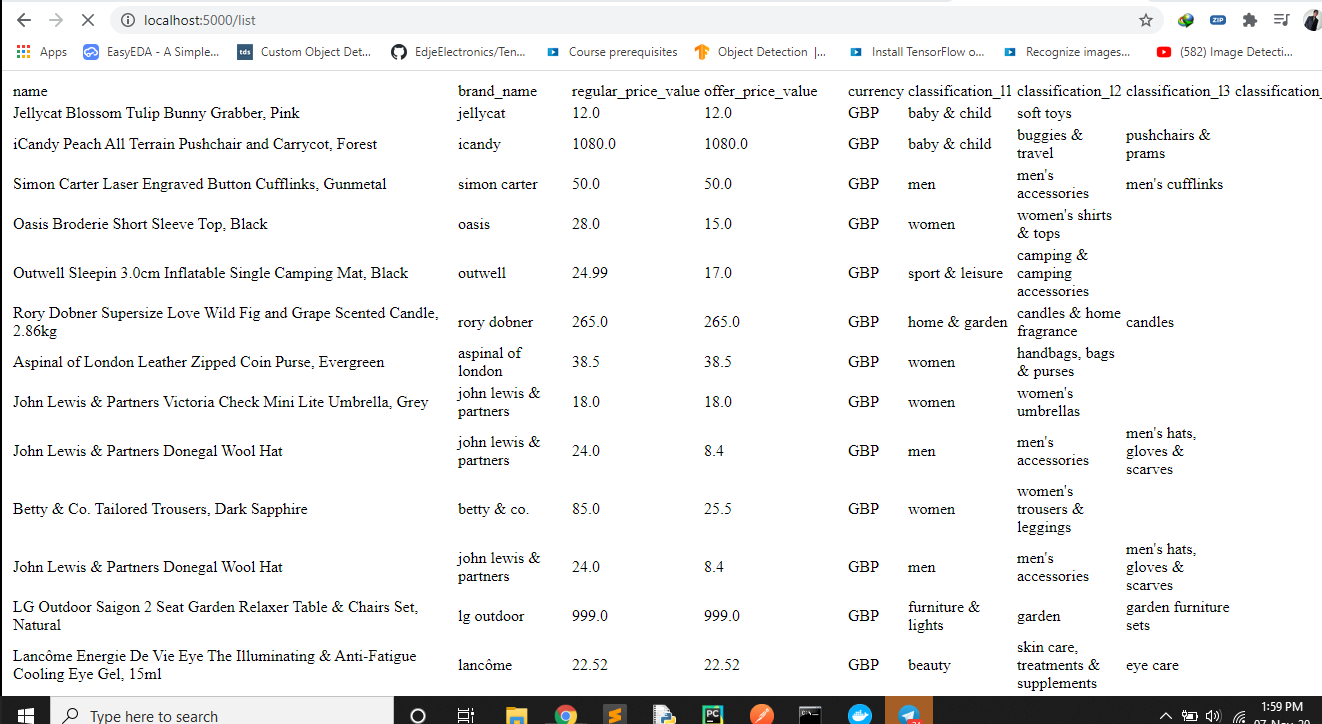 localhost:5000/list
ZIP
Apps EasyEDA - A Simple... tds Custom Object Det... EdjeElectronics/Ten... Course prerequisites Object Detection |... Install TensorFlow o... Recognize images... (582) Image Detecti...
name brand_name regular_price_value offer_price_value currency classification_l1 classification_l2 classification_l3 classification_
Jellycat Blossom Tulip Bunny Grabber, Pink jellycat 12.0 12.0 GBP baby & child soft toys
iCandy Peach All Terrain Pushchair and Carrycot, Forest icandy 1080.0 1080.0 GBP baby & child buggies & travel pushchairs & prams
Simon Carter Laser Engraved Button Cufflinks, Gunmetal simon carter 50.0 50.0 GBP men men's accessories men's cufflinks
Oasis Broderie Short Sleeve Top, Black oasis 28.0 15.0 GBP women women's shirts & tops
Outwell Sleepin 3.0cm Inflatable Single Camping Mat, Black outwell 24.99 17.0 GBP sport & leisure camping & camping accessories
Rory Dobner Supersize Love Wild Fig and Grape Scented Candle, 2.86kg rory dobner 265.0 265.0 GBP home & garden candles & home fragrance candles
Aspinal of London Leather Zipped Coin Purse, Evergreen aspinal of london 38.5 38.5 GBP women handbags, bags & purses
John Lewis & Partners Victoria Check Mini Lite Umbrella, Grey john lewis & partners 18.0 18.0 GBP women women's umbrellas
John Lewis & Partners Donegal Wool Hat john lewis & partners 24.0 8.4 GBP men men's accessories men's hats, gloves & scarves
Betty & Co. Tailored Trousers, Dark Sapphire betty & co. 85.0 25.5 GBP women women's trousers & leggings
John Lewis & Partners Donegal Wool Hat john lewis & partners 24.0 8.4 GBP men men's accessories men's hats, gloves & scarves
LG Outdoor Saigon 2 Seat Garden Relaxer Table & Chairs Set, Natural lg outdoor 999.0 999.0 GBP furniture & lights garden garden furniture sets
Lancôme Energie De Vie Eye The Illuminating & Anti-Fatigue Cooling Eye Gel, 15ml lancôme 22.52 22.52 GBP beauty skin care, treatments & supplements eye care
Type here to search PC 1:59 PM